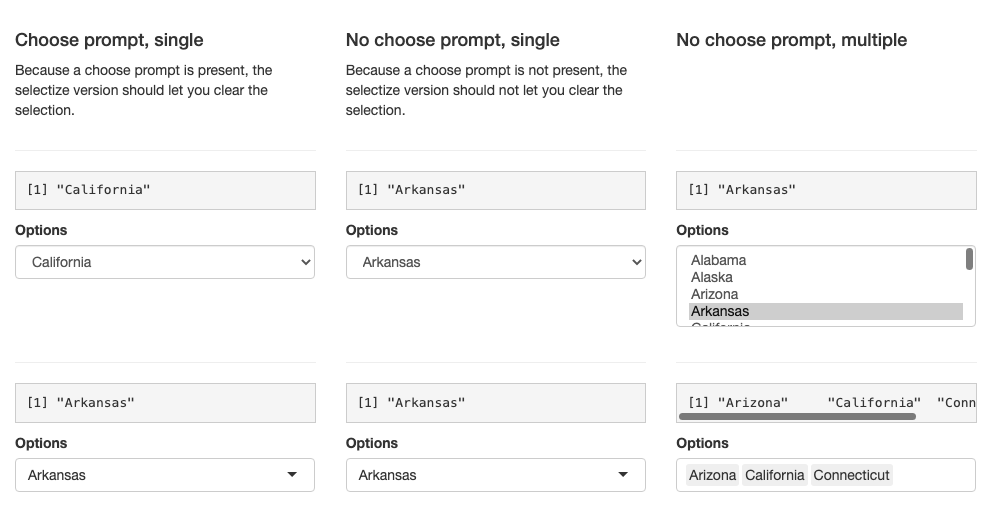 Choose prompt, single
Because a choose prompt is present, the
selectize version should let you clear the
selection.
No choose prompt, single
Because a choose prompt is not present, the
selectize version should not let you clear the
selection.
No choose prompt, multiple
[1] "California"
Options
California
[1] "Arkansas"
Options
Arkansas
[1] "Arkansas"
Options
Alabama
Alaska
Arizona
Arkansas
California
[1] "Arkansas"
Options
Arkansas
[1] "Arkansas"
Options
Arkansas
[1] "Arizona" "California" "Conn
Options
Arizona California Connecticut